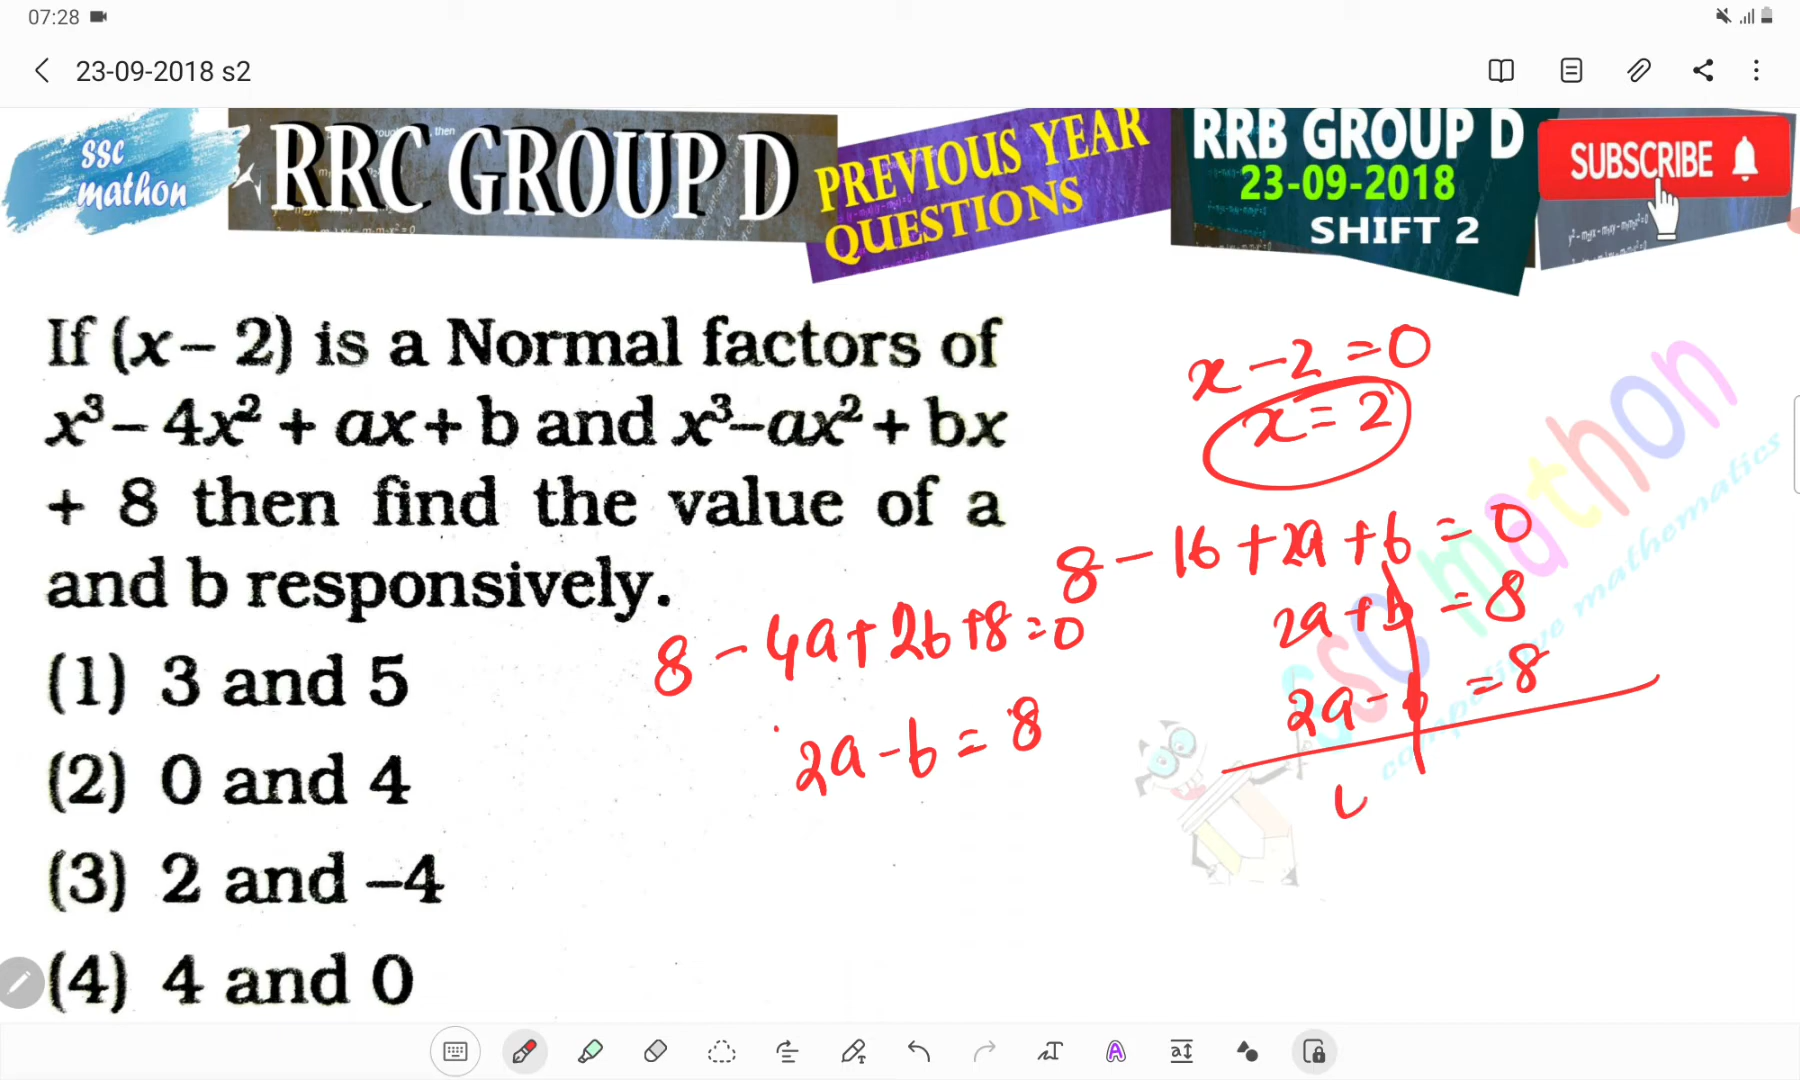 07:28
23-09-2018 s2
ssc
mathon
RRC GROUP D
PREVIOUS YEAR
QUESTIONS
RRB GROUP D
23-09-2018
SHIFT 2
SUBSCRIBE
If (x – 2) is a Normal factors of
x³ – 4x² + ax + b and x³–ax² + bx
+ 8 then find the value of a
and b responsively.
(1) 3 and 5
(2) 0 and 4
(3) 2 and –4
(4) 4 and 0
x – 2 = 0
x = 2
8 – 16 + 2a + b = 0
2a + b = 8
2a – b = 8
8 – 4a + 2b + 8 = 0
2a – b = 8
ssc mathon